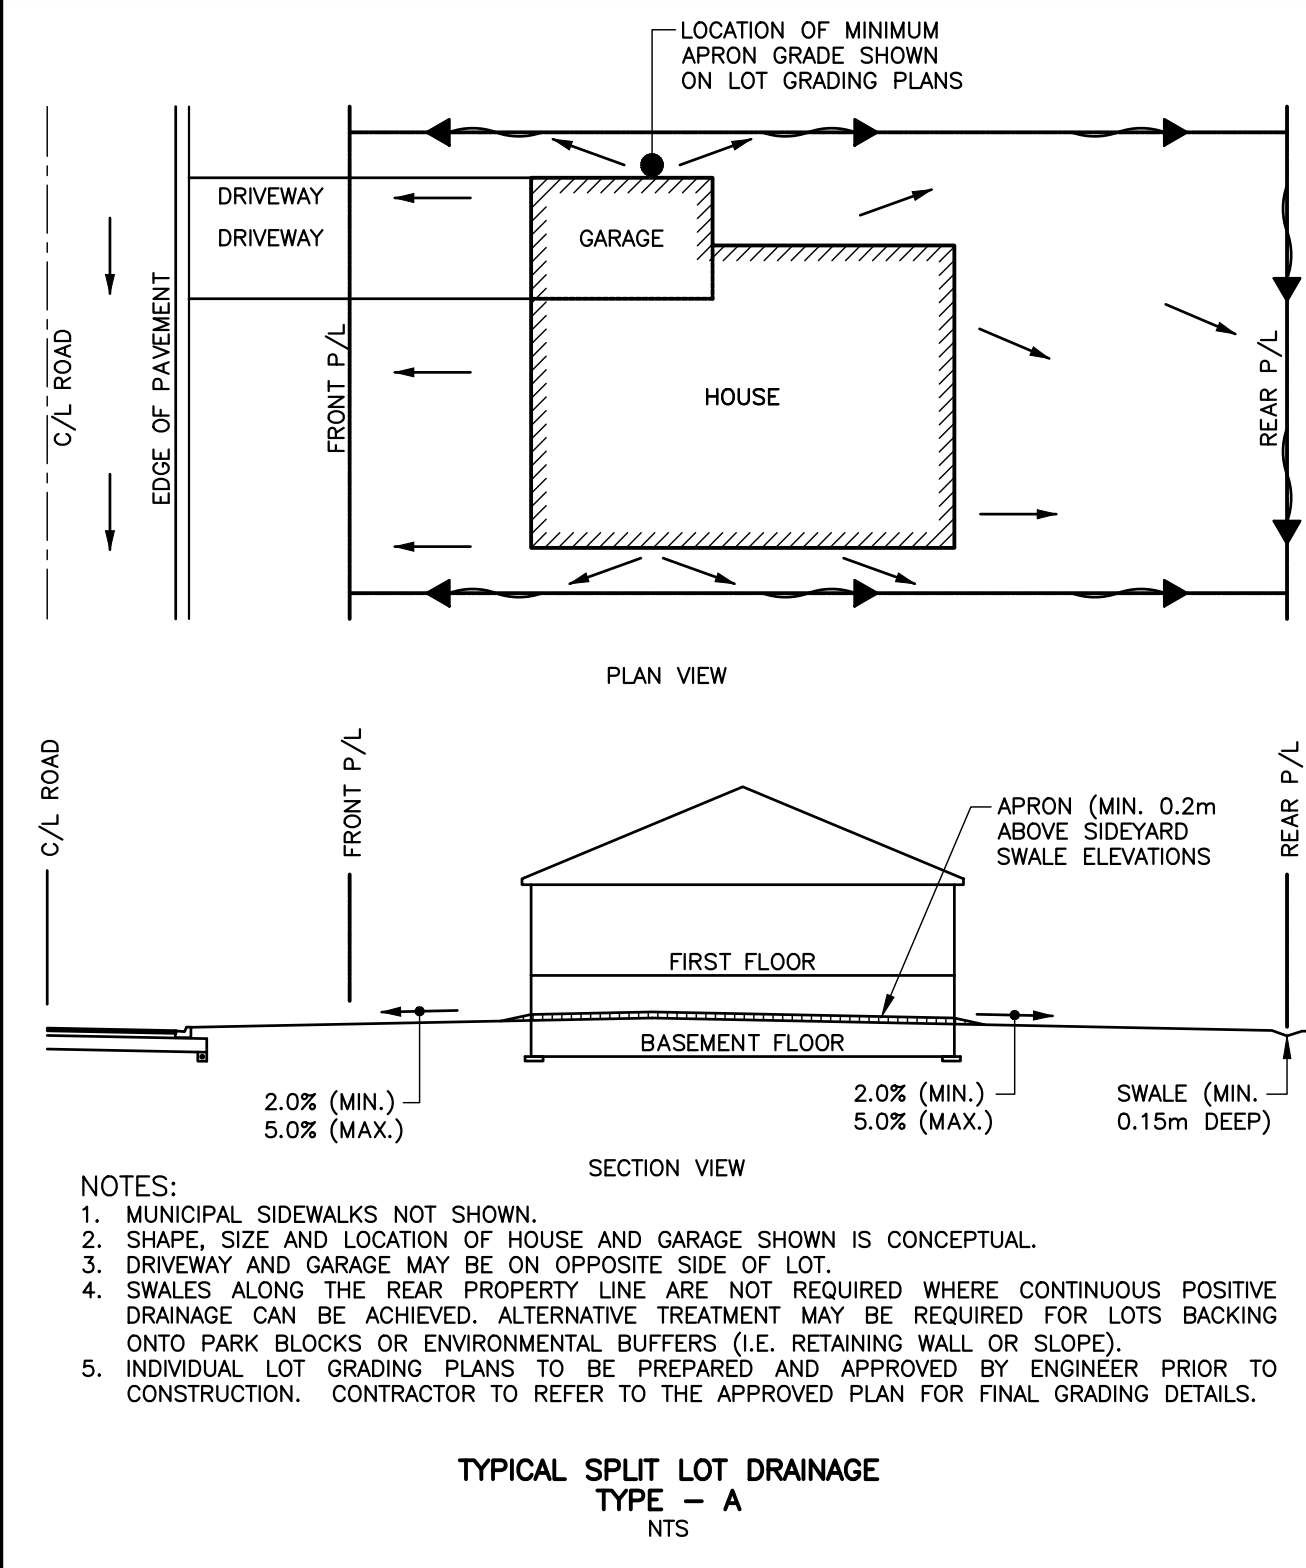 LOCATION OF MINIMUM
APRON GRADE SHOWN
ON LOT GRADING PLANS
DRIVEWAY
DRIVEWAY
GARAGE
HOUSE
C/L ROAD
EDGE OF PAVEMENT
FRONT P/L
REAR P/L
PLAN VIEW
C/L ROAD
FRONT P/L
REAR P/L
APRON (MIN. 0.2m
ABOVE SIDEYARD
SWALE ELEVATIONS
FIRST FLOOR
BASEMENT FLOOR
2.0% (MIN.)
5.0% (MAX.)
2.0% (MIN.)
5.0% (MAX.)
SWALE (MIN.
0.15m DEEP)
SECTION VIEW
NOTES:
1. MUNICIPAL SIDEWALKS NOT SHOWN.
2. SHAPE, SIZE AND LOCATION OF HOUSE AND GARAGE SHOWN IS CONCEPTUAL.
3. DRIVEWAY AND GARAGE MAY BE ON OPPOSITE SIDE OF LOT.
4. SWALES ALONG THE REAR PROPERTY LINE ARE NOT REQUIRED WHERE CONTINUOUS POSITIVE
DRAINAGE CAN BE ACHIEVED. ALTERNATIVE TREATMENT MAY BE REQUIRED FOR LOTS BACKING
ONTO PARK BLOCKS OR ENVIRONMENTAL BUFFERS (I.E. RETAINING WALL OR SLOPE).
5. INDIVIDUAL LOT GRADING PLANS TO BE PREPARED AND APPROVED BY ENGINEER PRIOR TO
CONSTRUCTION. CONTRACTOR TO REFER TO THE APPROVED PLAN FOR FINAL GRADING DETAILS.
TYPICAL SPLIT LOT DRAINAGE
TYPE - A
NTS